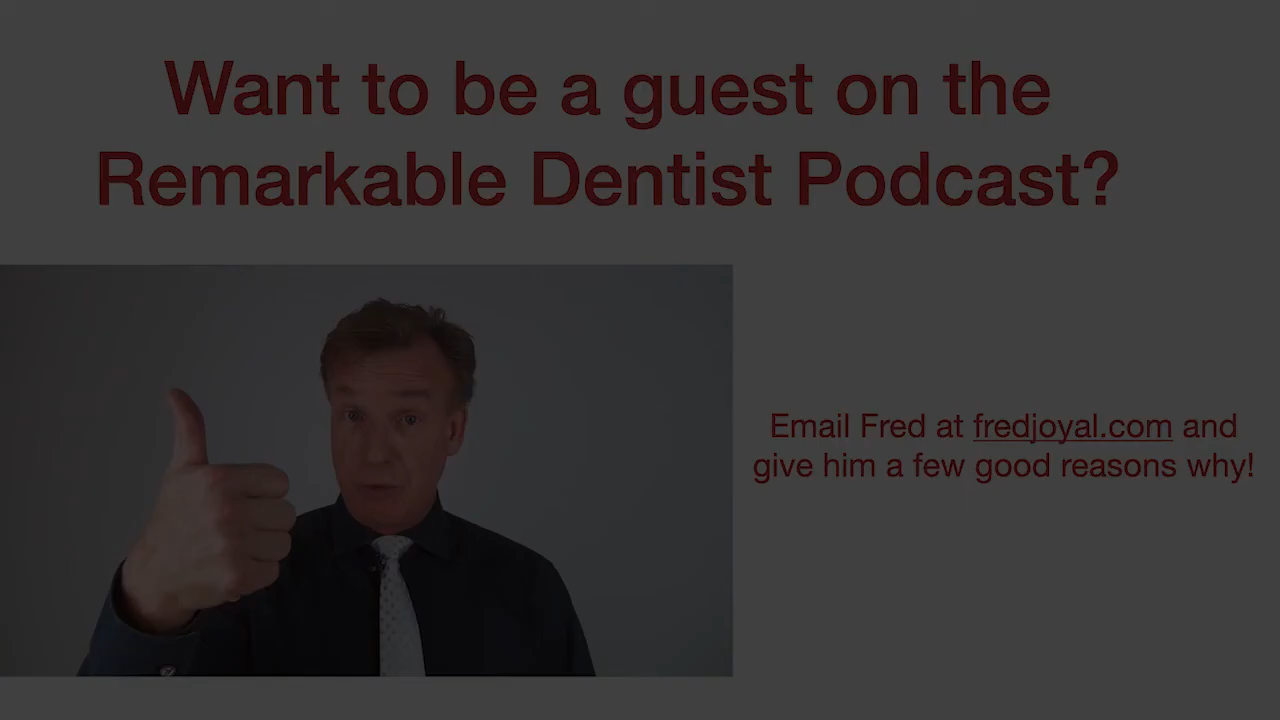 Want to be a guest on the
Remarkable Dentist Podcast?
Email Fred at fredjoyal.com and
give him a few good reasons why!